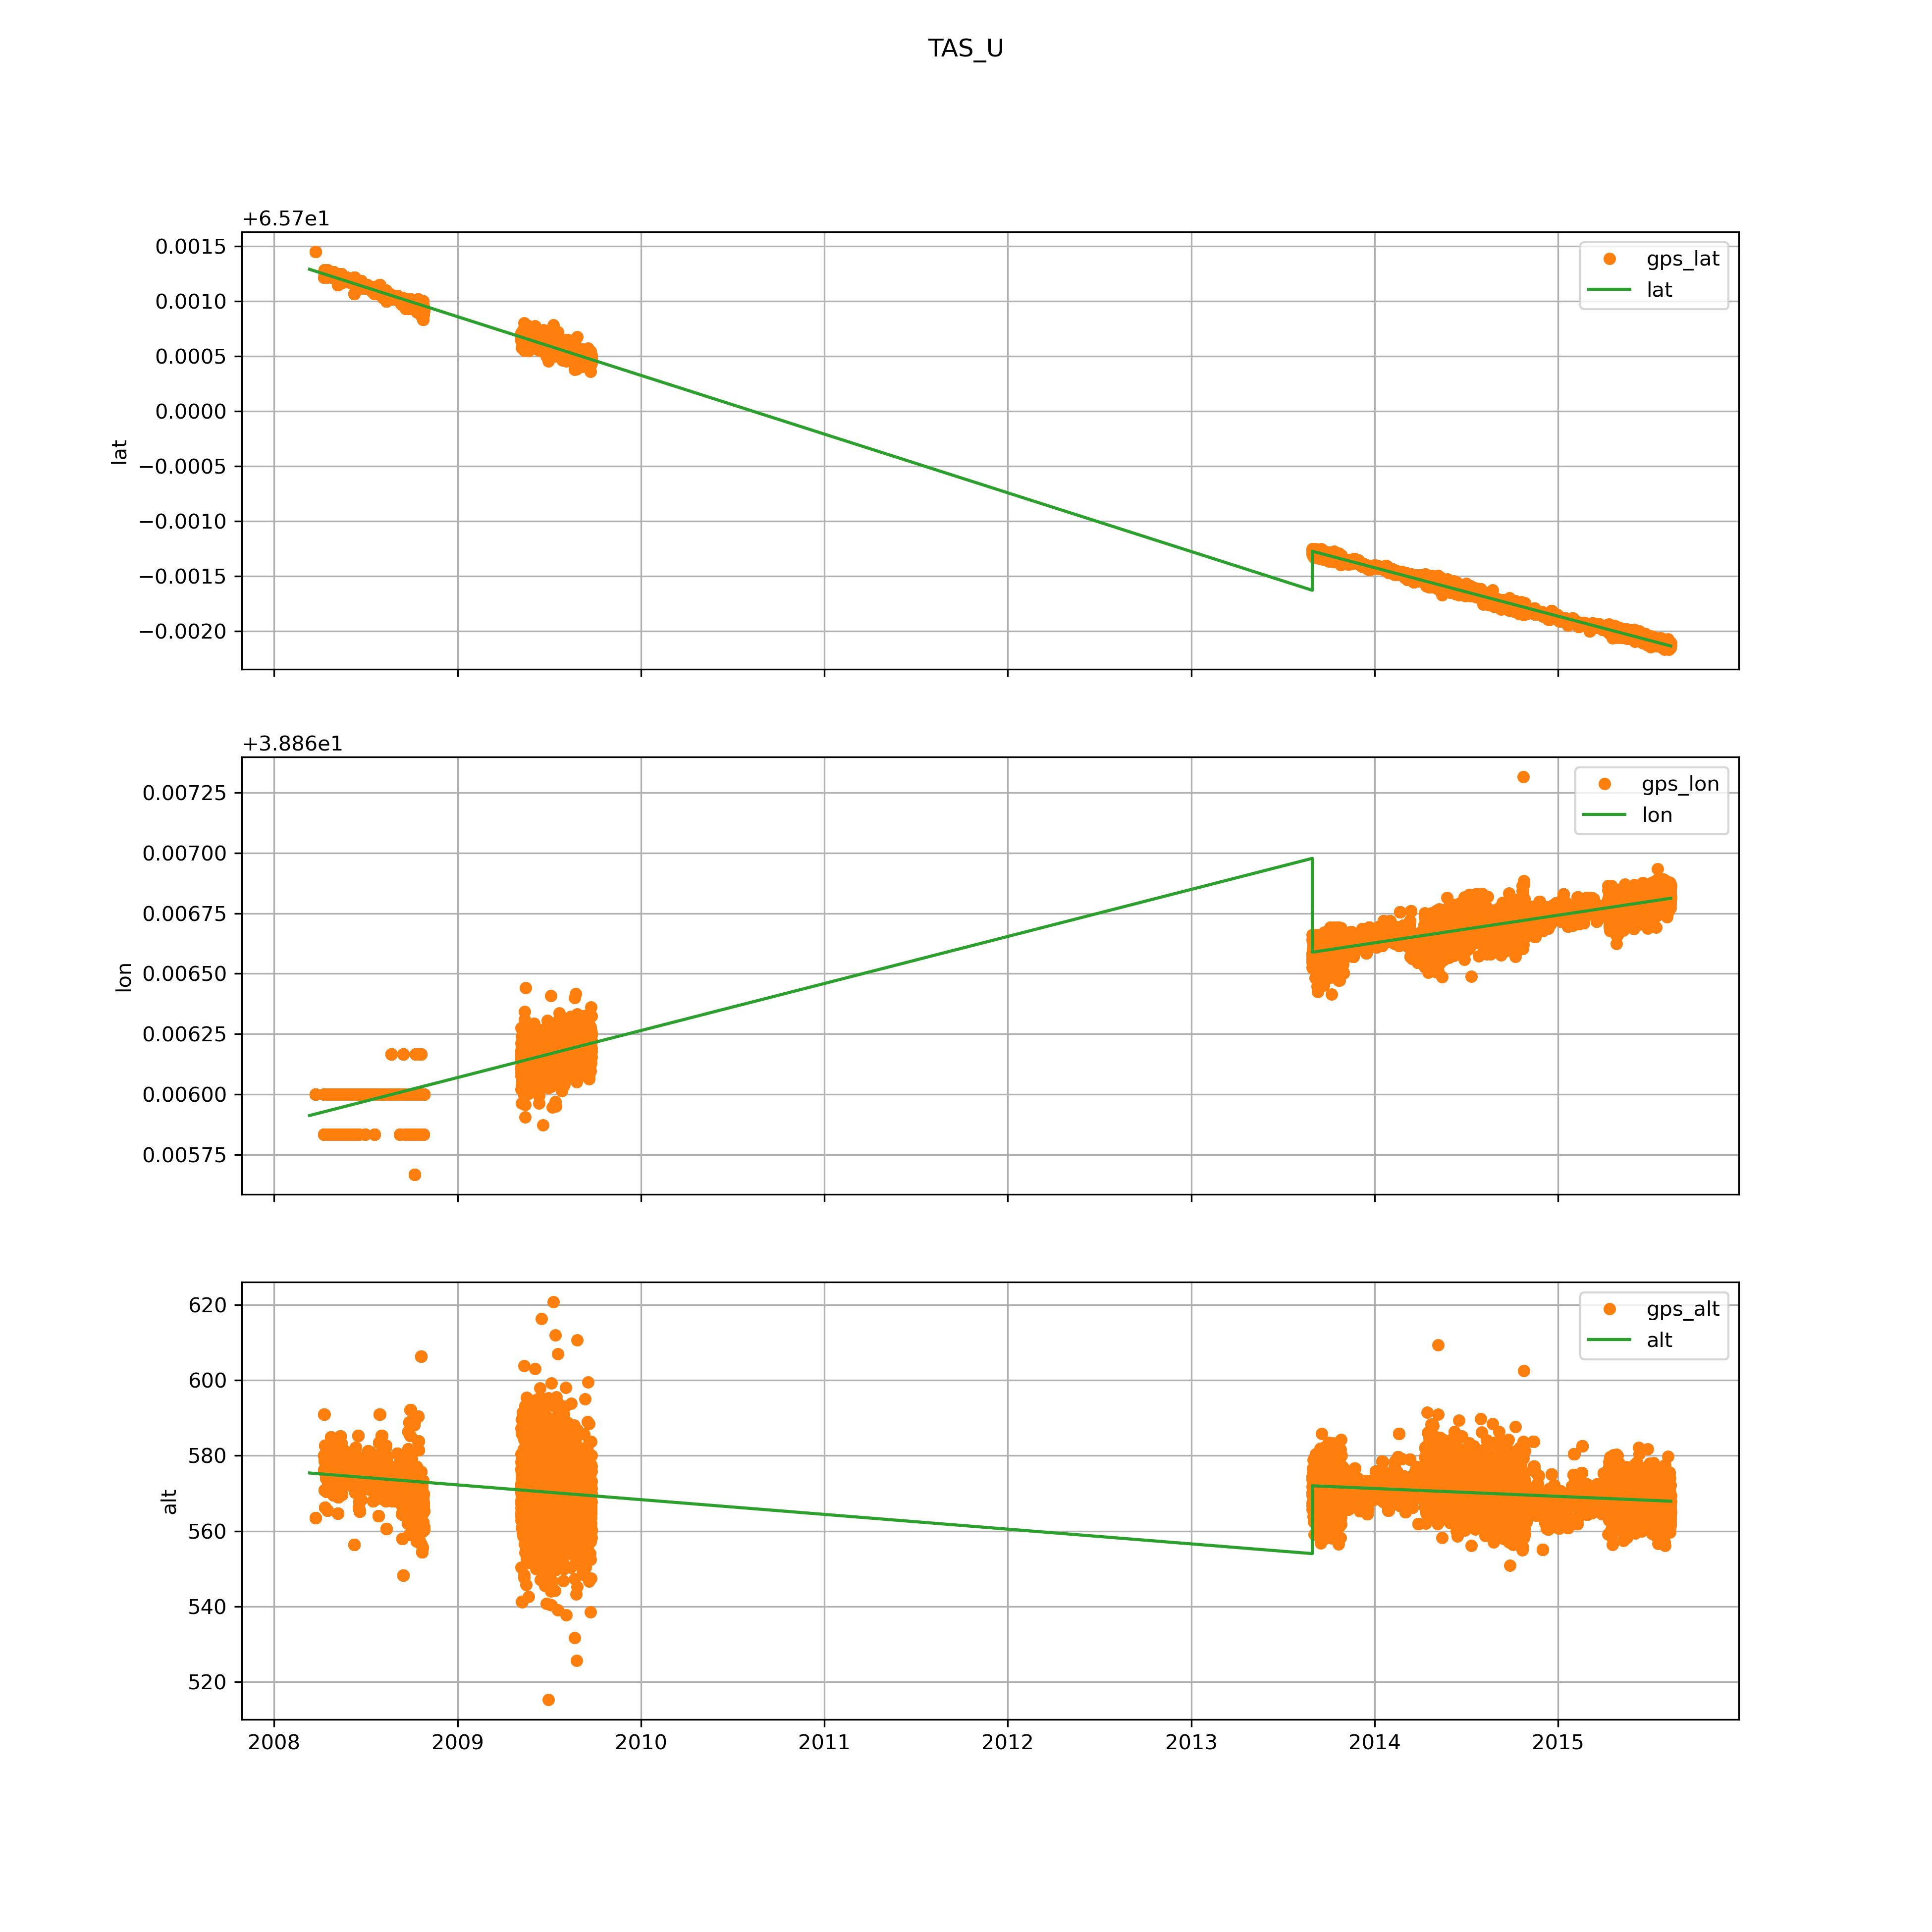 TAS_U
+6.57e1
0.0015
0.0010
0.0005
0.0000
−0.0005
−0.0010
−0.0015
−0.0020
lat
gps_lat
lat
+3.886e1
0.00725
0.00700
0.00675
0.00650
0.00625
0.00600
0.00575
lon
gps_lon
lon
620
600
580
560
540
520
alt
gps_alt
alt
2008 2009 2010 2011 2012 2013 2014 2015